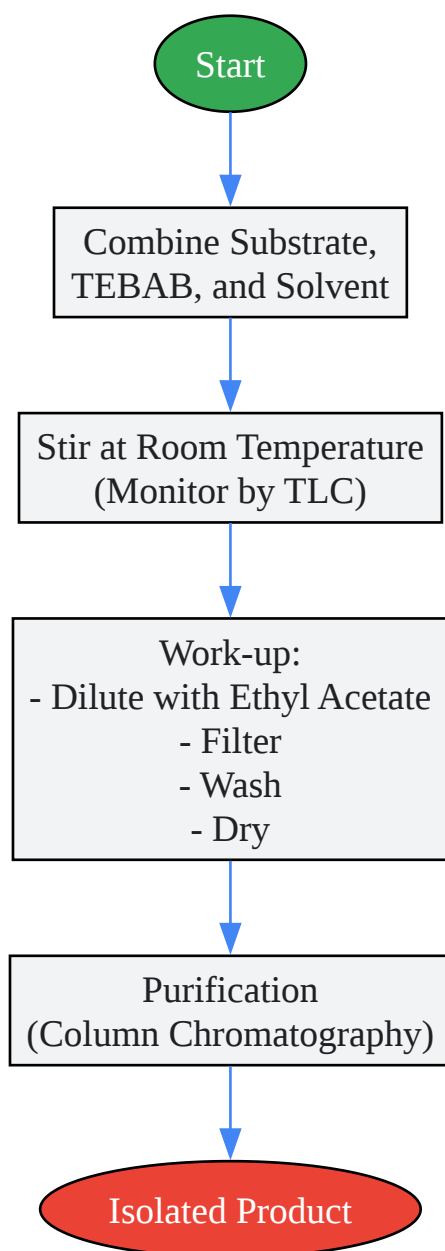 Start
Combine Substrate,
TEBAB, and Solvent
Stir at Room Temperature
(Monitor by TLC)
Work-up:
- Dilute with Ethyl Acetate
- Filter
- Wash
- Dry
Purification
(Column Chromatography)
Isolated Product